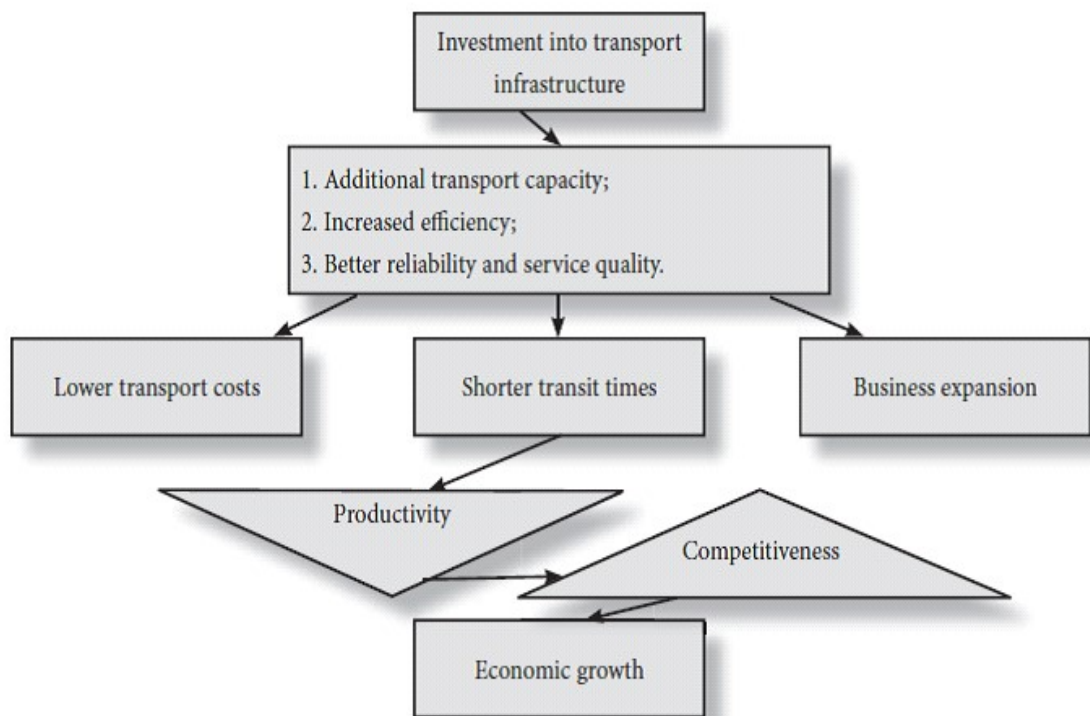 Investment into transport
infrastructure
1. Additional transport capacity;
2. Increased efficiency;
3. Better reliability and service quality.
Lower transport costs
Shorter transit times
Business expansion
Productivity
Competitiveness
Economic growth